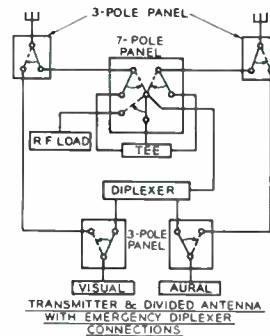 3-POLE PANEL
7-POLE
PANEL
RF LOAD
TEE
DIPLEXER
3-POLE
PANEL
VISUAL
AURAL
TRANSMITTER & DIVIDED ANTENNA
WITH EMERGENCY DIPLEXER
CONNECTIONS